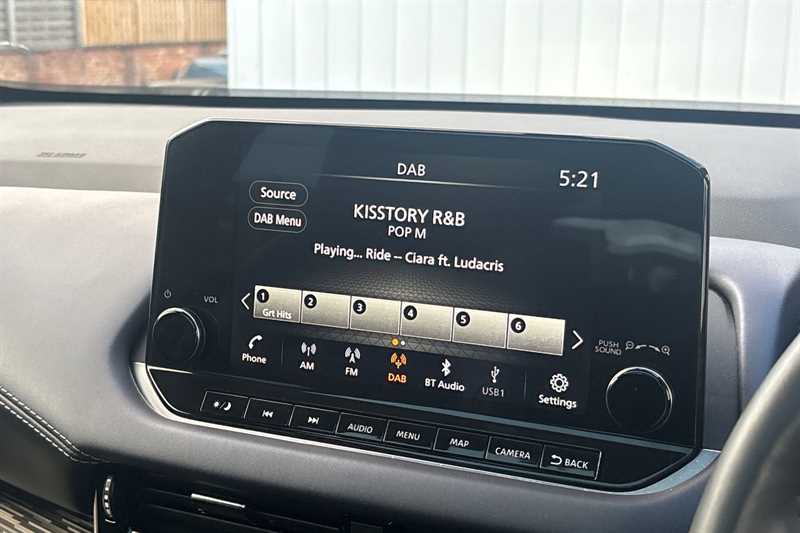 DAB
5:21
Source
KISSTORY R&B
DAB Menu
POP M
Playing... Ride -- Ciara ft. Ludacris
1 2 3 4 5 6
Grt Hits
VOL
PUSH
SOUND
Phone
AM
FM
DAB
BT Audio
USB1
Settings
AUDIO
MENU
MAP
CAMERA
BACK